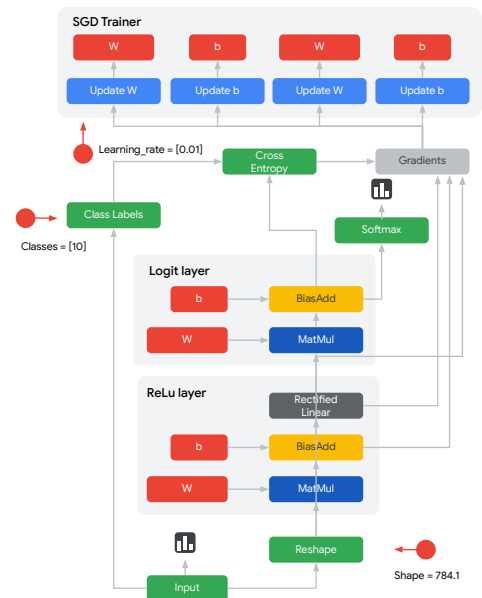 SGD Trainer
W
b
W
b
Update W
Update b
Update W
Update b
Learning_rate = [0.01]
Cross
Entropy
Gradients
Class Labels
Softmax
Classes = [10]
Logit layer
b
BiasAdd
W
MatMul
ReLu layer
Rectified
Linear
b
BiasAdd
W
MatMul
Reshape
Shape = 784.1
Input